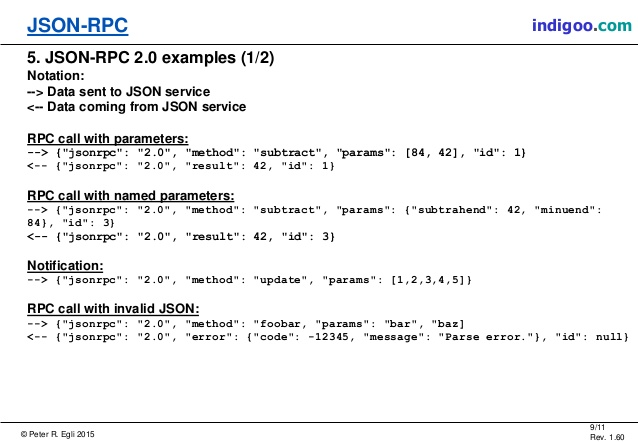 JSON-RPC
indigoo.com
5. JSON-RPC 2.0 examples (1/2)
Notation:
--> Data sent to JSON service
<-- Data coming from JSON service
RPC call with parameters:
--> {"jsonrpc": "2.0", "method": "subtract", "params": [84, 42], "id": 1}
<-- {"jsonrpc": "2.0", "result": 42, "id": 1}
RPC call with named parameters:
--> {"jsonrpc": "2.0", "method": "subtract", "params": {"subtrahend": 42, "minuend":
84}, "id": 3}
<-- {"jsonrpc": "2.0", "result": 42, "id": 3}
Notification:
--> {"jsonrpc": "2.0", "method": "update", "params": [1,2,3,4,5]}
RPC call with invalid JSON:
--> {"jsonrpc": "2.0", "method": "foobar, "params": "bar", "baz]
<-- {"jsonrpc": "2.0", "error": {"code": -12345, "message": "Parse error."}, "id": null}
© Peter R. Egli 2015
9/11
Rev. 1.60